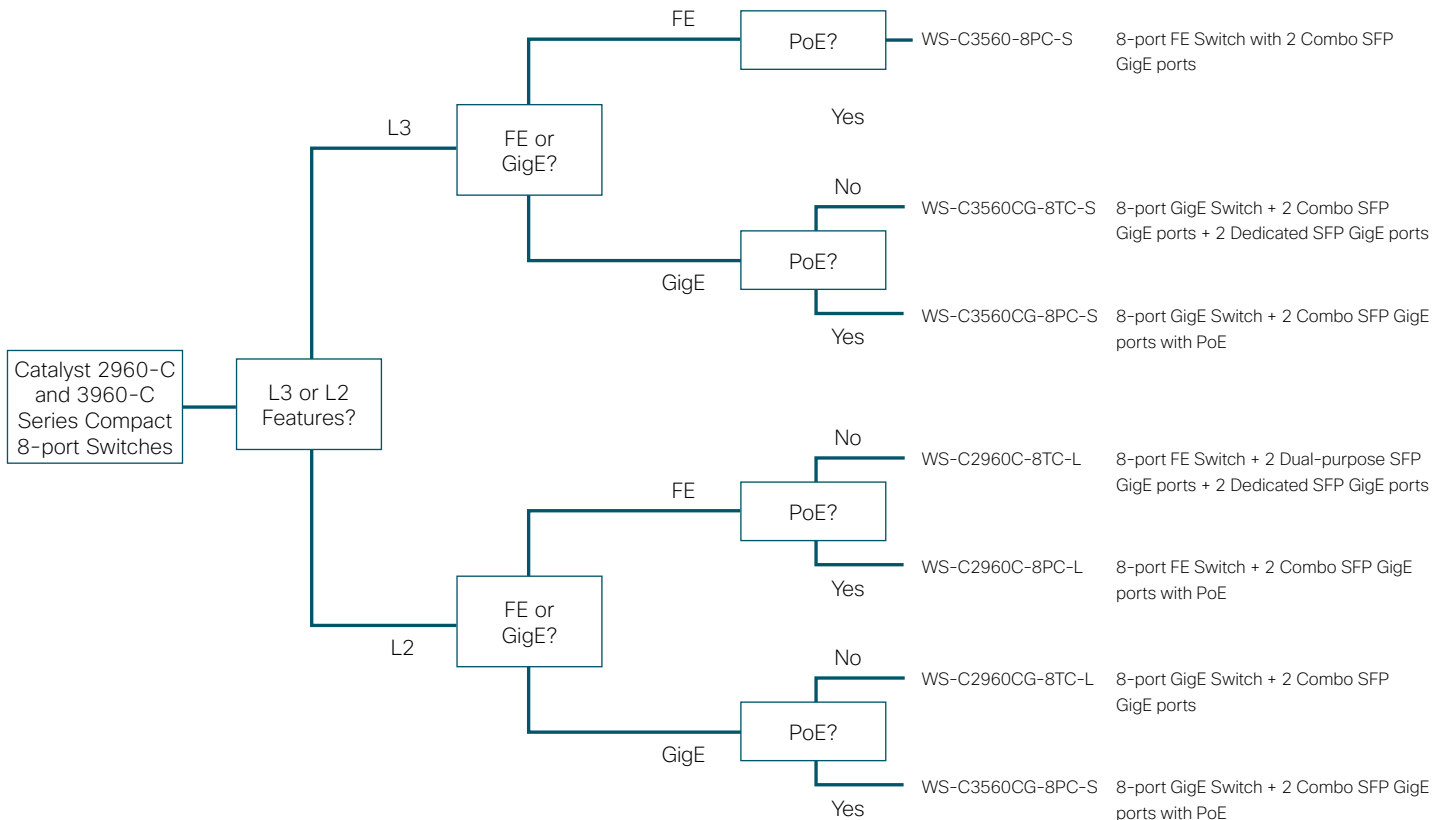 Catalyst 2960-C
and 3960-C
Series Compact
8-port Switches
L3 or L2
Features?
L3
L2
FE or
GigE?
FE
PoE?
WS-C3560-8PC-S
8-port FE Switch with 2 Combo SFP
GigE ports
Yes
GigE
PoE?
No
WS-C3560CG-8TC-S
8-port GigE Switch + 2 Combo SFP
GigE ports + 2 Dedicated SFP GigE ports
Yes
WS-C3560CG-8PC-S
8-port GigE Switch + 2 Combo SFP GigE
ports with PoE
FE or
GigE?
FE
PoE?
No
WS-C2960C-8TC-L
8-port FE Switch + 2 Dual-purpose SFP
GigE ports + 2 Dedicated SFP GigE ports
Yes
WS-C2960C-8PC-L
8-port FE Switch + 2 Combo SFP GigE
ports with PoE
GigE
PoE?
No
WS-C2960CG-8TC-L
8-port GigE Switch + 2 Combo SFP
GigE ports
Yes
WS-C3560CG-8PC-S
8-port GigE Switch + 2 Combo SFP GigE
ports with PoE